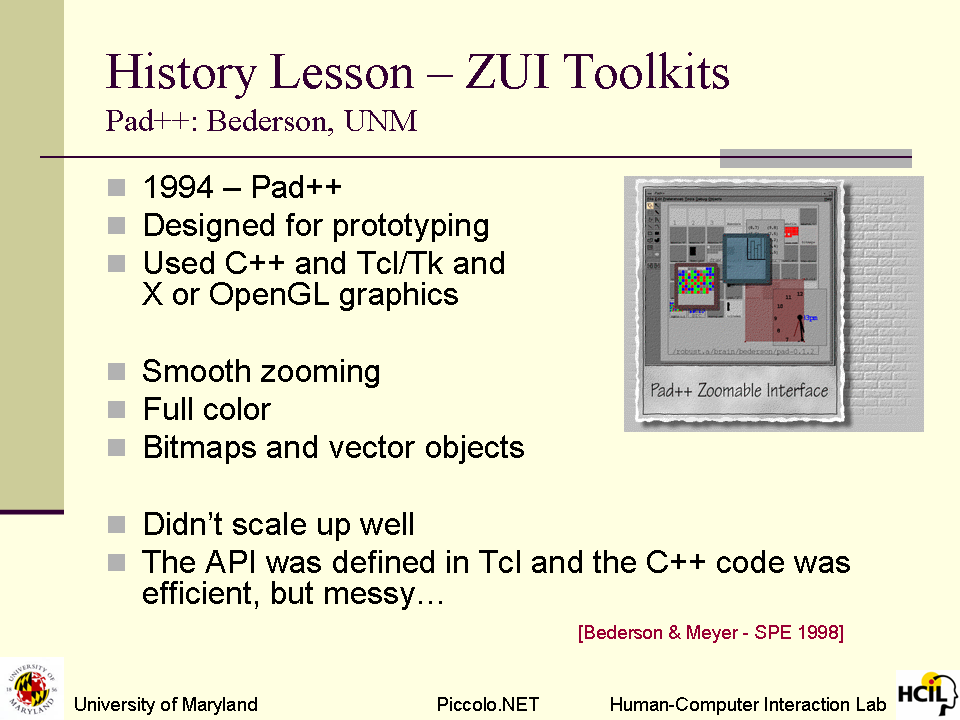 History Lesson – ZUI Toolkits
Pad++: Bederson, UNM
1994 – Pad++
Designed for prototyping
Used C++ and Tcl/Tk and
X or OpenGL graphics
Smooth zooming
Full color
Bitmaps and vector objects
Pad++ Zoomable Interface
Didn’t scale up well
The API was defined in Tcl and the C++ code was
efficient, but messy…
[Bederson & Meyer - SPE 1998]
UNIVERSITY OF
18 56
MARYLAND
University of Maryland
Piccolo.NET
Human-Computer Interaction Lab
HCIL